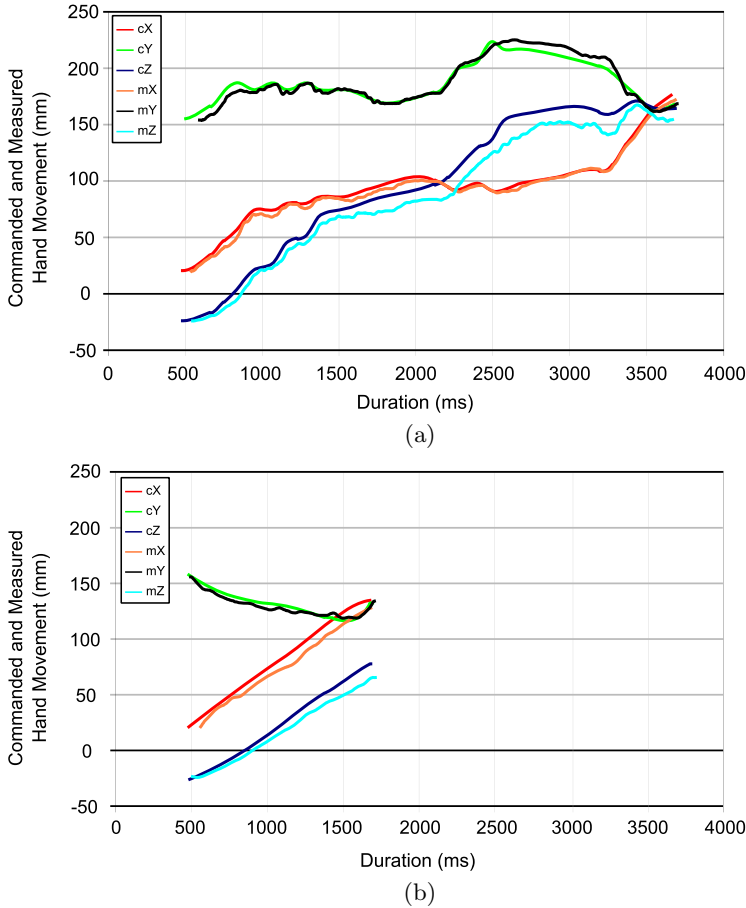 250
200
150
100
50
0
-50
cX
cY
cZ
mX
mY
mZ
Commanded and Measured
Hand Movement (mm)
0 500 1000 1500 2000 2500 3000 3500 4000
Duration (ms)
(a)
250
200
150
100
50
0
-50
cX
cY
cZ
mX
mY
mZ
Commanded and Measured
Hand Movement (mm)
0 500 1000 1500 2000 2500 3000 3500 4000
Duration (ms)
(b)